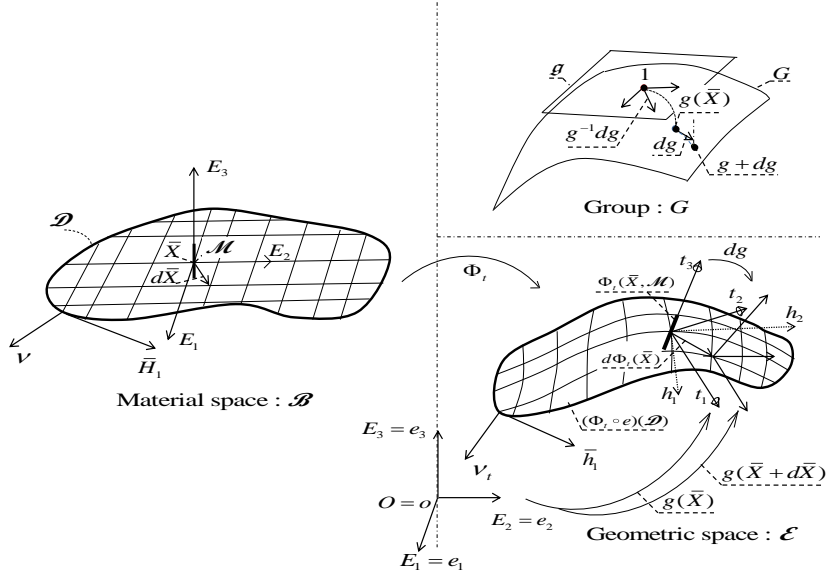 𝔤
1
G
g(X̄)
g⁻¹dg
dg
g + dg
Group : G
E₃
𝒟
X̄
ℳ
E₂
dX̄
E₁
ν
H̄₁
Material space : ℬ
Φₜ
t₃
dg
Φₜ(X̄, ℳ)
t₂
h₂
dΦₜ(X̄)
h₁
t₁
(Φₜ ∘ e)(𝒟)
h̄₁
νₜ
E₃ = e₃
g(X̄ + dX̄)
g(X̄)
O = o
E₂ = e₂
Geometric space : ℰ
E₁ = e₁